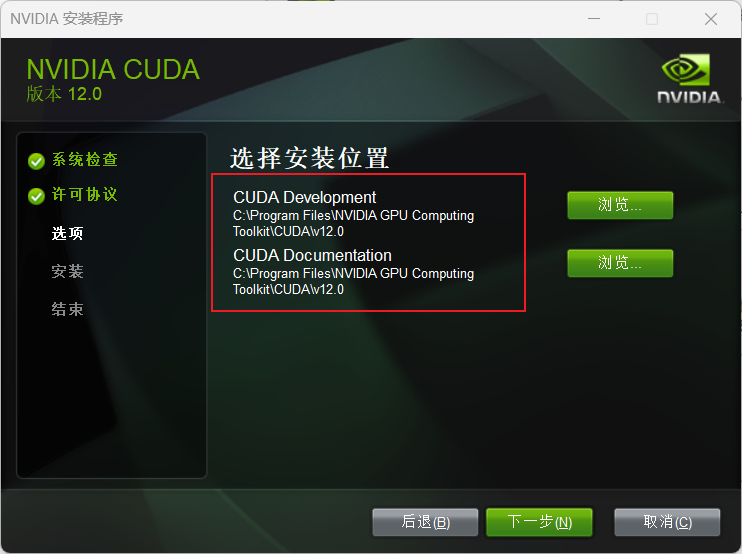 NVIDIA 安装程序
NVIDIA CUDA
版本 12.0
NVIDIA.
系统检查
许可协议
选项
安装
结束
选择安装位置
CUDA Development
C:\Program Files\NVIDIA GPU Computing
Toolkit\CUDA\v12.0
浏览...
CUDA Documentation
C:\Program Files\NVIDIA GPU Computing
Toolkit\CUDA\v12.0
浏览...
后退(B)
下一步(N)
取消(C)